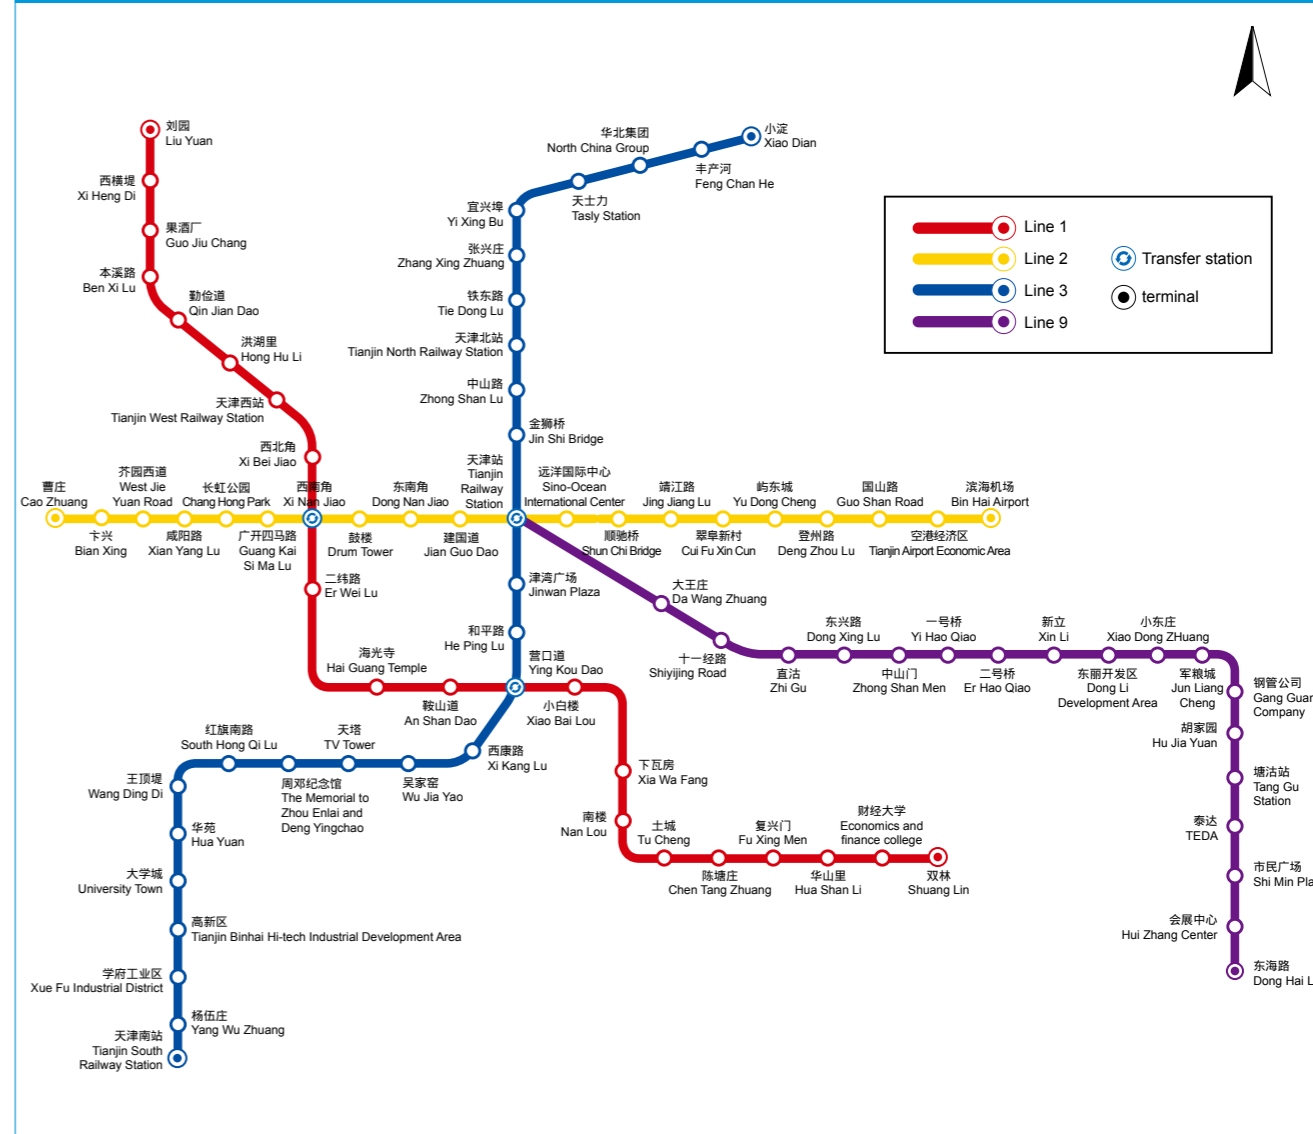 刘园
Liu Yuan
西横堤
Xi Heng Di
果酒厂
Guo Jiu Chang
本溪路
Ben Xi Lu
勤俭道
Qin Jian Dao
洪湖里
Hong Hu Li
天津西站
Tianjin West Railway Station
西北角
Xi Bei Jiao
小淀
Xiao Dian
华北集团
North China Group
丰产河
Feng Chan He
天士力
Tasly Station
宜兴埠
Yi Xing Bu
张兴庄
Zhang Xing Zhuang
铁东路
Tie Dong Lu
天津北站
Tianjin North Railway Station
中山路
Zhong Shan Lu
金狮桥
Jin Shi Bridge
Line 1
Line 2
Line 3
Line 9
Transfer station
terminal
曹庄
Cao Zhuang
芥园西道
West Jie
Yuan Road
长虹公园
Chang Hong Park
西南角
Xi Nan Jiao
东南角
Dong Nan Jiao
天津站
Tianjin
Railway
Station
远洋国际中心
Sino-Ocean
International Center
靖江路
Jing Jiang Lu
屿东城
Yu Dong Cheng
国山路
Guo Shan Road
滨海机场
Bin Hai Airport
卞兴
Bian Xing
咸阳路
Xian Yang Lu
广开四马路
Guang Kai
Si Ma Lu
鼓楼
Drum Tower
建国道
Jian Guo Dao
顺驰桥
Shun Chi Bridge
翠阜新村
Cui Fu Xin Cun
登州路
Deng Zhou Lu
空港经济区
Tianjin Airport Economic Area
二纬路
Er Wei Lu
津湾广场
Jinwan Plaza
和平路
He Ping Lu
营口道
Ying Kou Dao
海光寺
Hai Guang Temple
鞍山道
An Shan Dao
小白楼
Xiao Bai Lou
大王庄
Da Wang Zhuang
十一经路
Shiyijing Road
直沽
Zhi Gu
东兴路
Dong Xing Lu
中山门
Zhong Shan Men
一号桥
Yi Hao Qiao
二号桥
Er Hao Qiao
新立
Xin Li
东丽开发区
Dong Li
Development Area
小东庄
Xiao Dong ZHuang
军粮城
Jun Liang
Cheng
钢管公司
Gang Guan
Company
胡家园
Hu Jia Yuan
塘沽站
Tang Gu
Station
泰达
TEDA
市民广场
Shi Min Pla
会展中心
Hui Zhang Center
东海路
Dong Hai L
红旗南路
South Hong Qi Lu
天塔
TV Tower
周邓纪念馆
The Memorial to
Zhou Enlai and
Deng Yingchao
吴家窑
Wu Jia Yao
西康路
Xi Kang Lu
王顶堤
Wang Ding Di
华苑
Hua Yuan
大学城
University Town
高新区
Tianjin Binhai Hi-tech Industrial Development Area
学府工业区
Xue Fu Industrial District
杨伍庄
Yang Wu Zhuang
天津南站
Tianjin South
Railway Station
下瓦房
Xia Wa Fang
南楼
Nan Lou
土城
Tu Cheng
陈塘庄
Chen Tang Zhuang
复兴门
Fu Xing Men
华山里
Hua Shan Li
财经大学
Economics and
finance college
双林
Shuang Lin